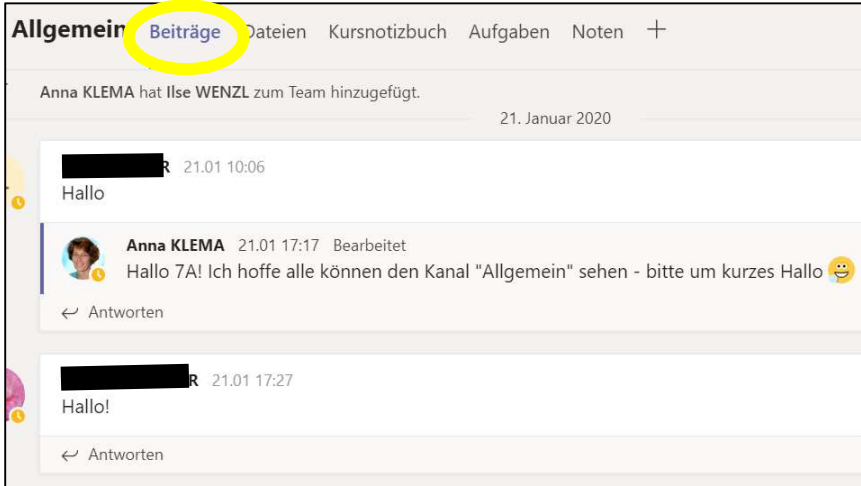 Allgemein Beiträge Dateien Kursnotizbuch Aufgaben Noten +
Anna KLEMA hat Ilse WENZL zum Team hinzugefügt.
21. Januar 2020
R 21.01 10:06
Hallo
Anna KLEMA 21.01 17:17 Bearbeitet
Hallo 7A! Ich hoffe alle können den Kanal "Allgemein" sehen - bitte um kurzes Hallo 😀
Antworten
R 21.01 17:27
Hallo!
Antworten